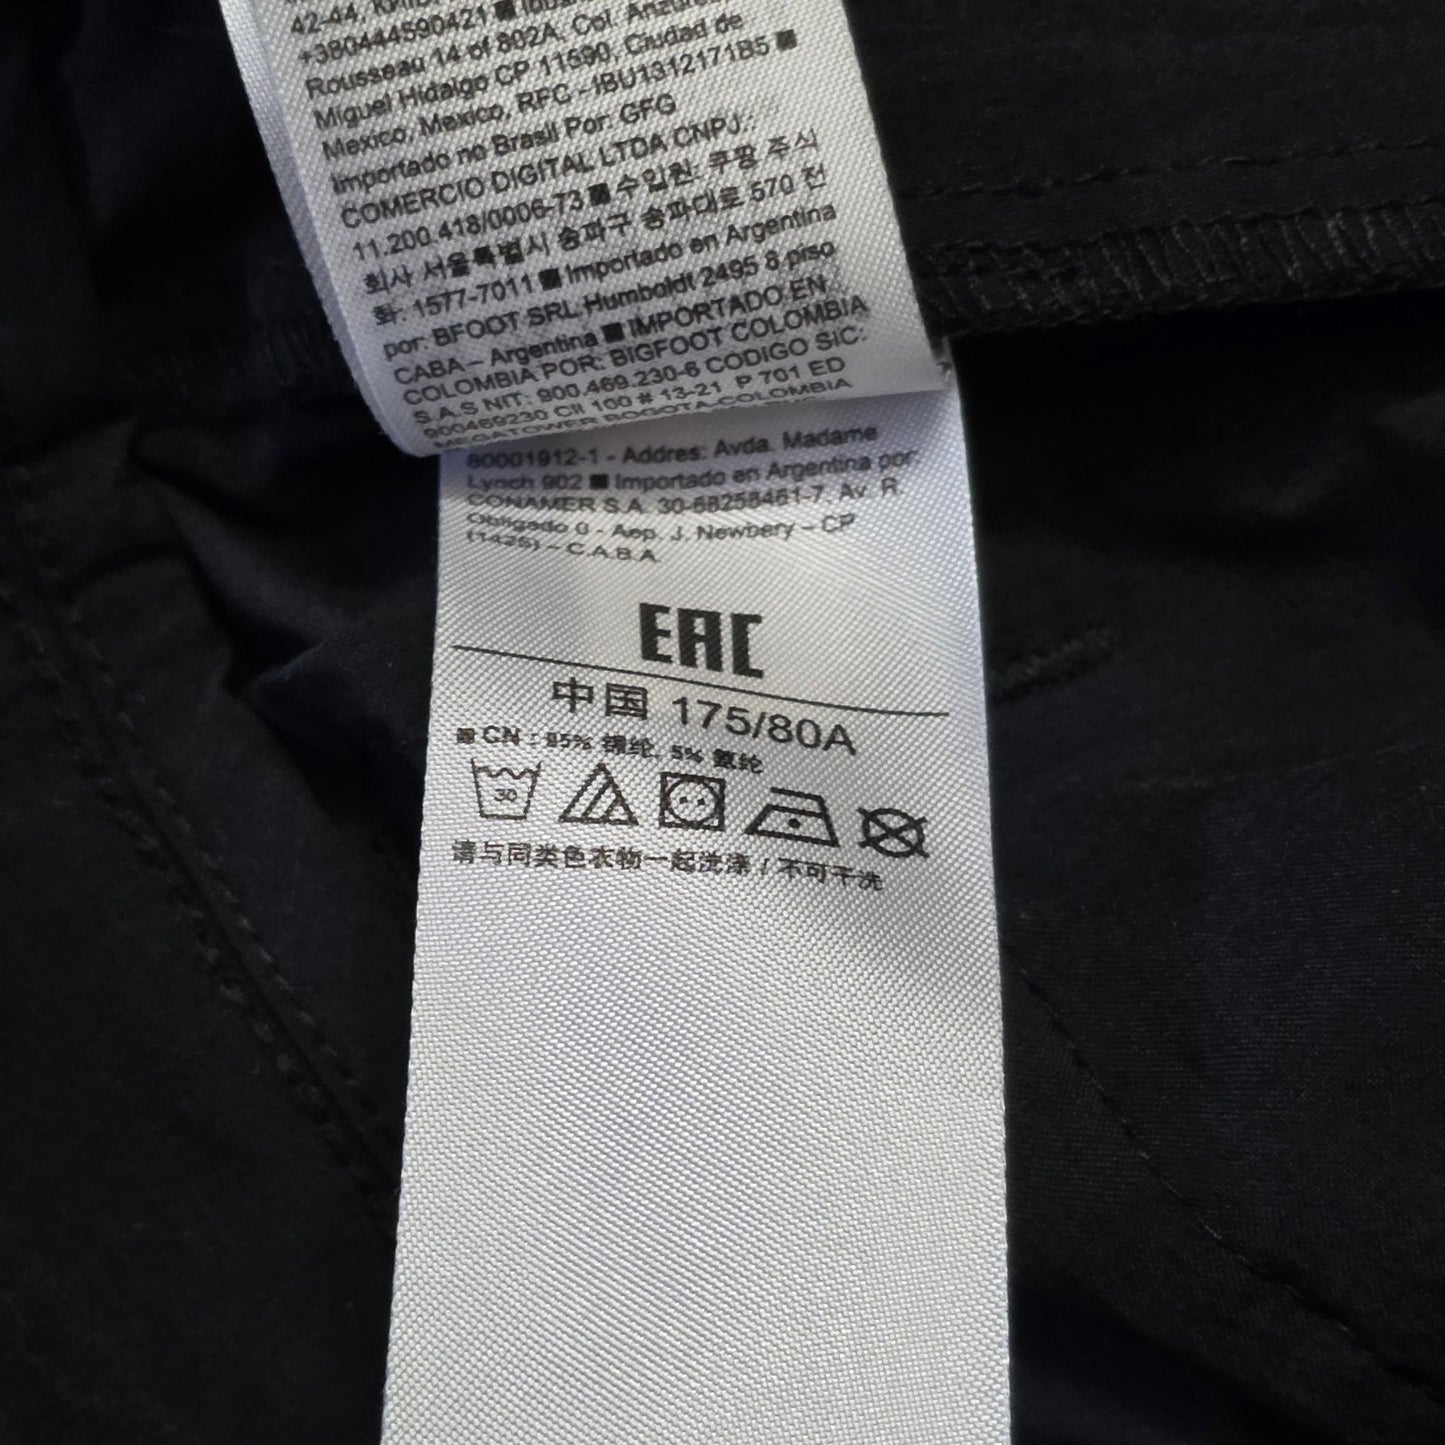 42-44,
+380444590421 ■
Rousseau 14 of 802A, Col. Anzures,
Miguel Hidalgo CP 11590, Ciudad de
Mexico, Mexico, RFC - IBU1312171B5 ■
Importado no Brasil Por: GFG
COMERCIO DIGITAL LTDA CNPJ.:
11.200.418/0006-73 ■ 수입원: 쿠팡 주식
회사 서울특별시 송파구 송파대로 570 전
화: 1577-7011 ■ Importado en Argentina
por: BFOOT SRL Humboldt 2495 8 piso
CABA – Argentina ■ IMPORTADO EN
COLOMBIA POR: BIGFOOT COLOMBIA
S.A.S NIT: 900.469.230-6 CODIGO SIC:
900469230 Cll 100 # 13-21 P 701 ED
MEGATOWER BOGOTA-COLOMBIA
80001912-1 - Addres: Avda. Madame
Lynch 902 ■ Importado en Argentina por:
CONAMER S.A. 30-68258461-7, Av. R.
Obligado 0 - Aep. J. Newbery – CP
(1425) – C.A.B.A.
EAC
中国 175/80A
■ CN : 95% 锦纶, 5% 氨纶
30
请与同类色衣物一起洗涤 / 不可干洗